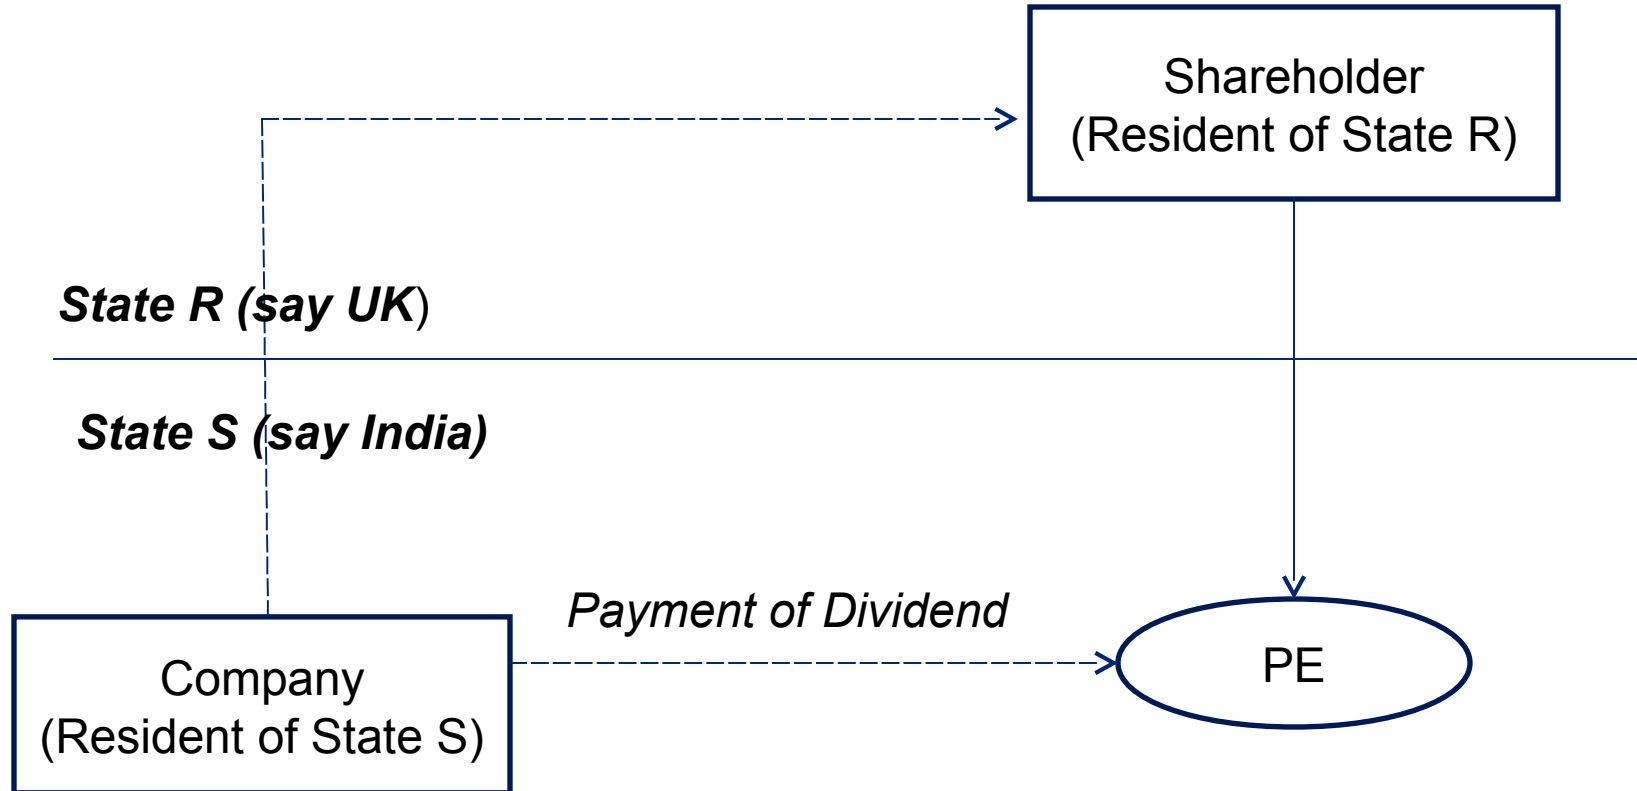 Shareholder
(Resident of State R)
State R (say UK)
State S (say India)
Payment of Dividend
Company
(Resident of State S)
PE